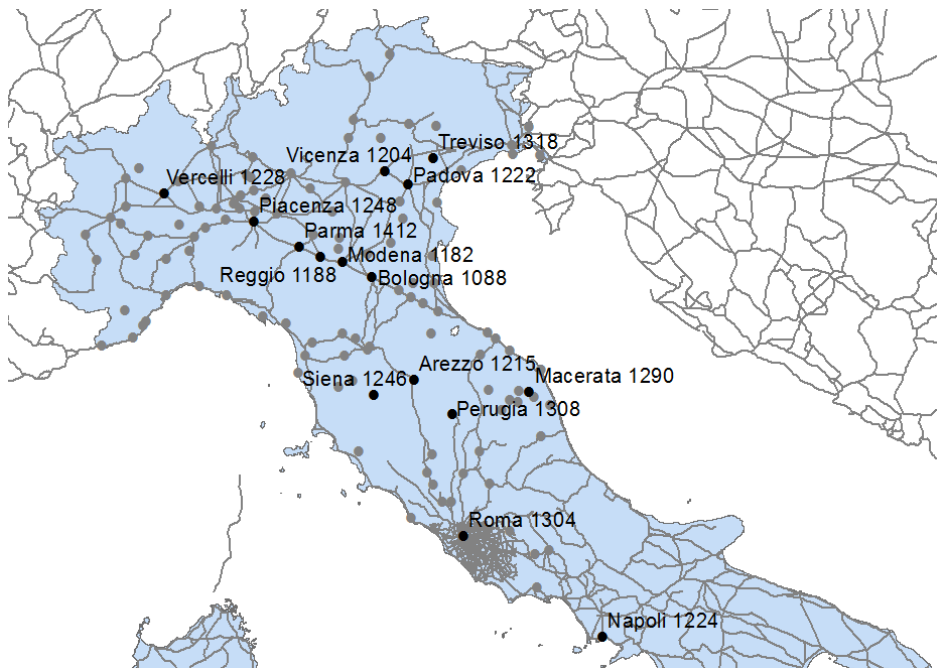 Treviso 1318
Vicenza 1204
Vercelli 1228
Padova 1222
Piacenza 1248
Parma 1412
Modena 1182
Reggio 1188
Bologna 1088
Arezzo 1215
Siena 1246
Macerata 1290
Perugia 1308
Roma 1304
Napoli 1224